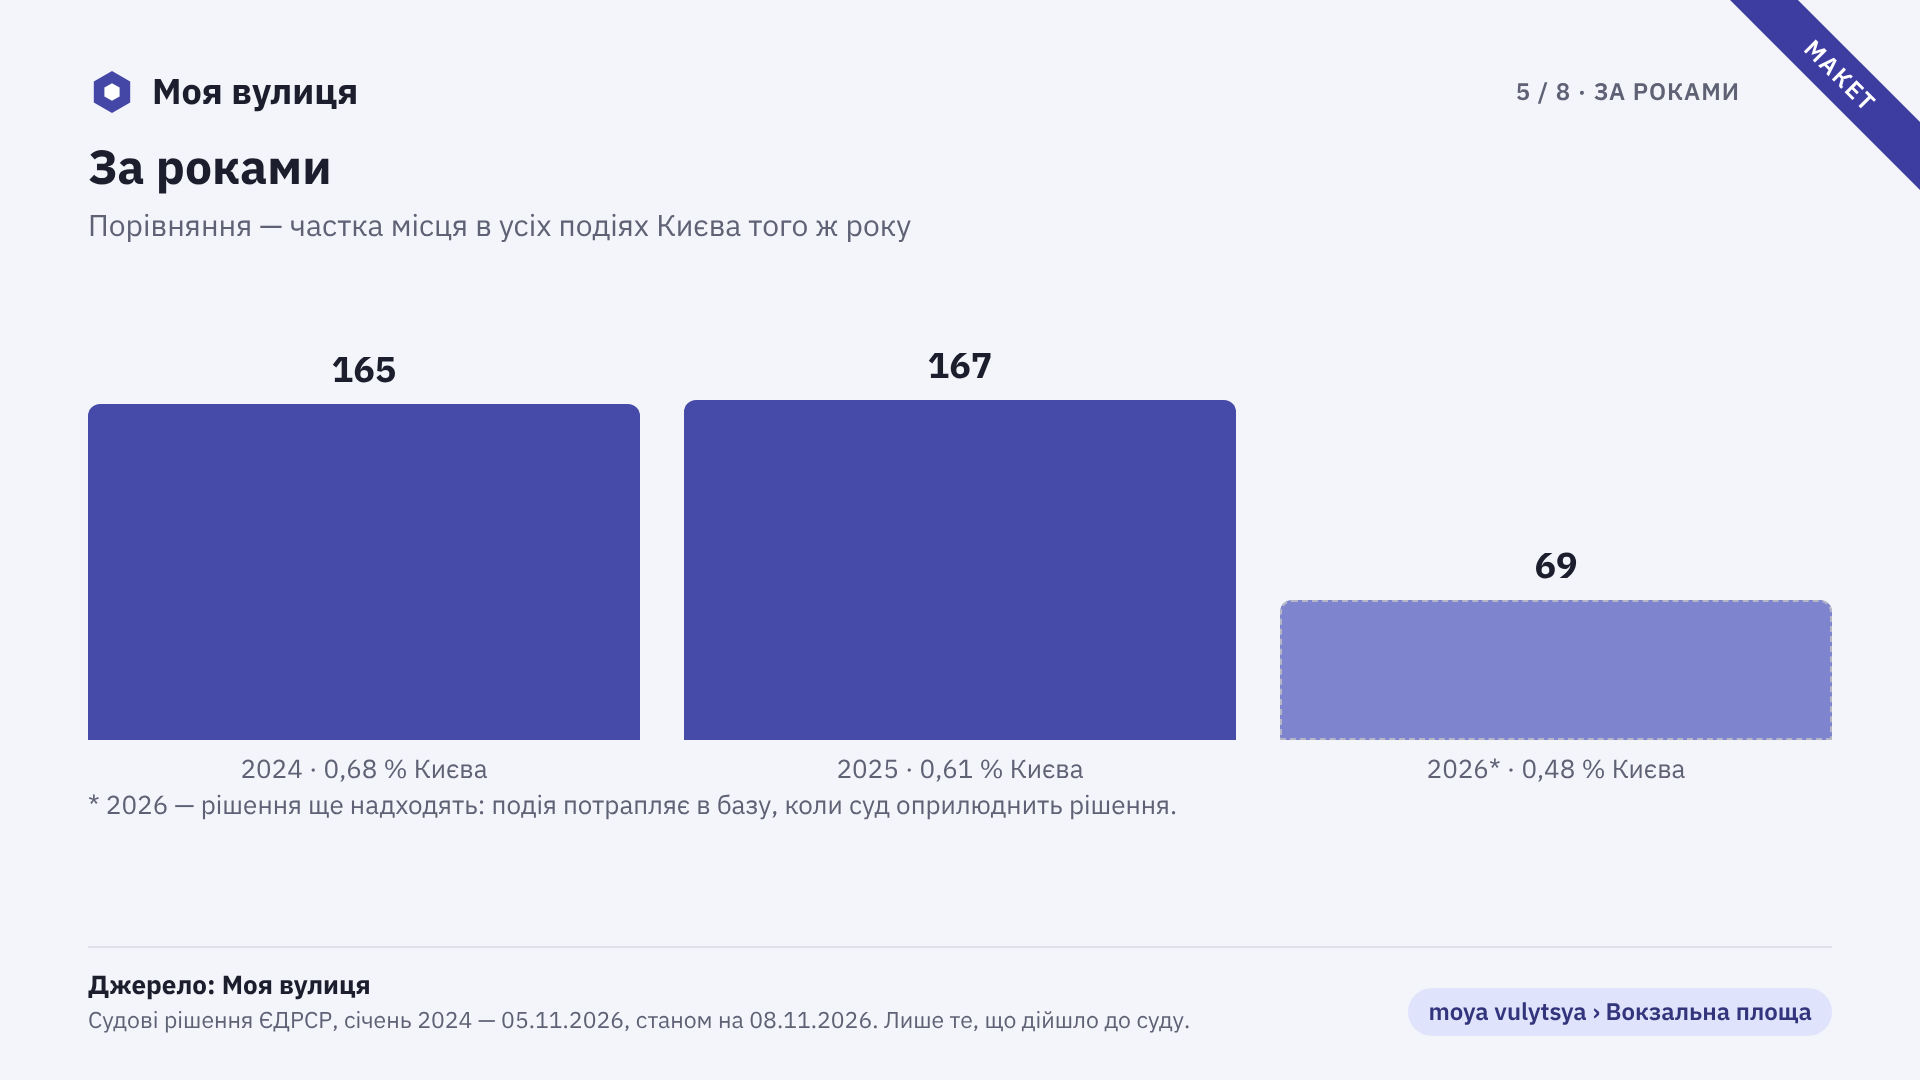 Моя вулиця
5 / 8 · ЗА РОКАМИ
МАКЕТ
За роками
Порівняння — частка місця в усіх подіях Києва того ж року
165
167
69
2024 · 0,68 % Києва
2025 · 0,61 % Києва
2026* · 0,48 % Києва
* 2026 — рішення ще надходять: подія потрапляє в базу, коли суд оприлюднить рішення.
Джерело: Моя вулиця
Судові рішення ЄДРСР, січень 2024 — 05.11.2026, станом на 08.11.2026. Лише те, що дійшло до суду.
moya vulytsya › Вокзальна площа